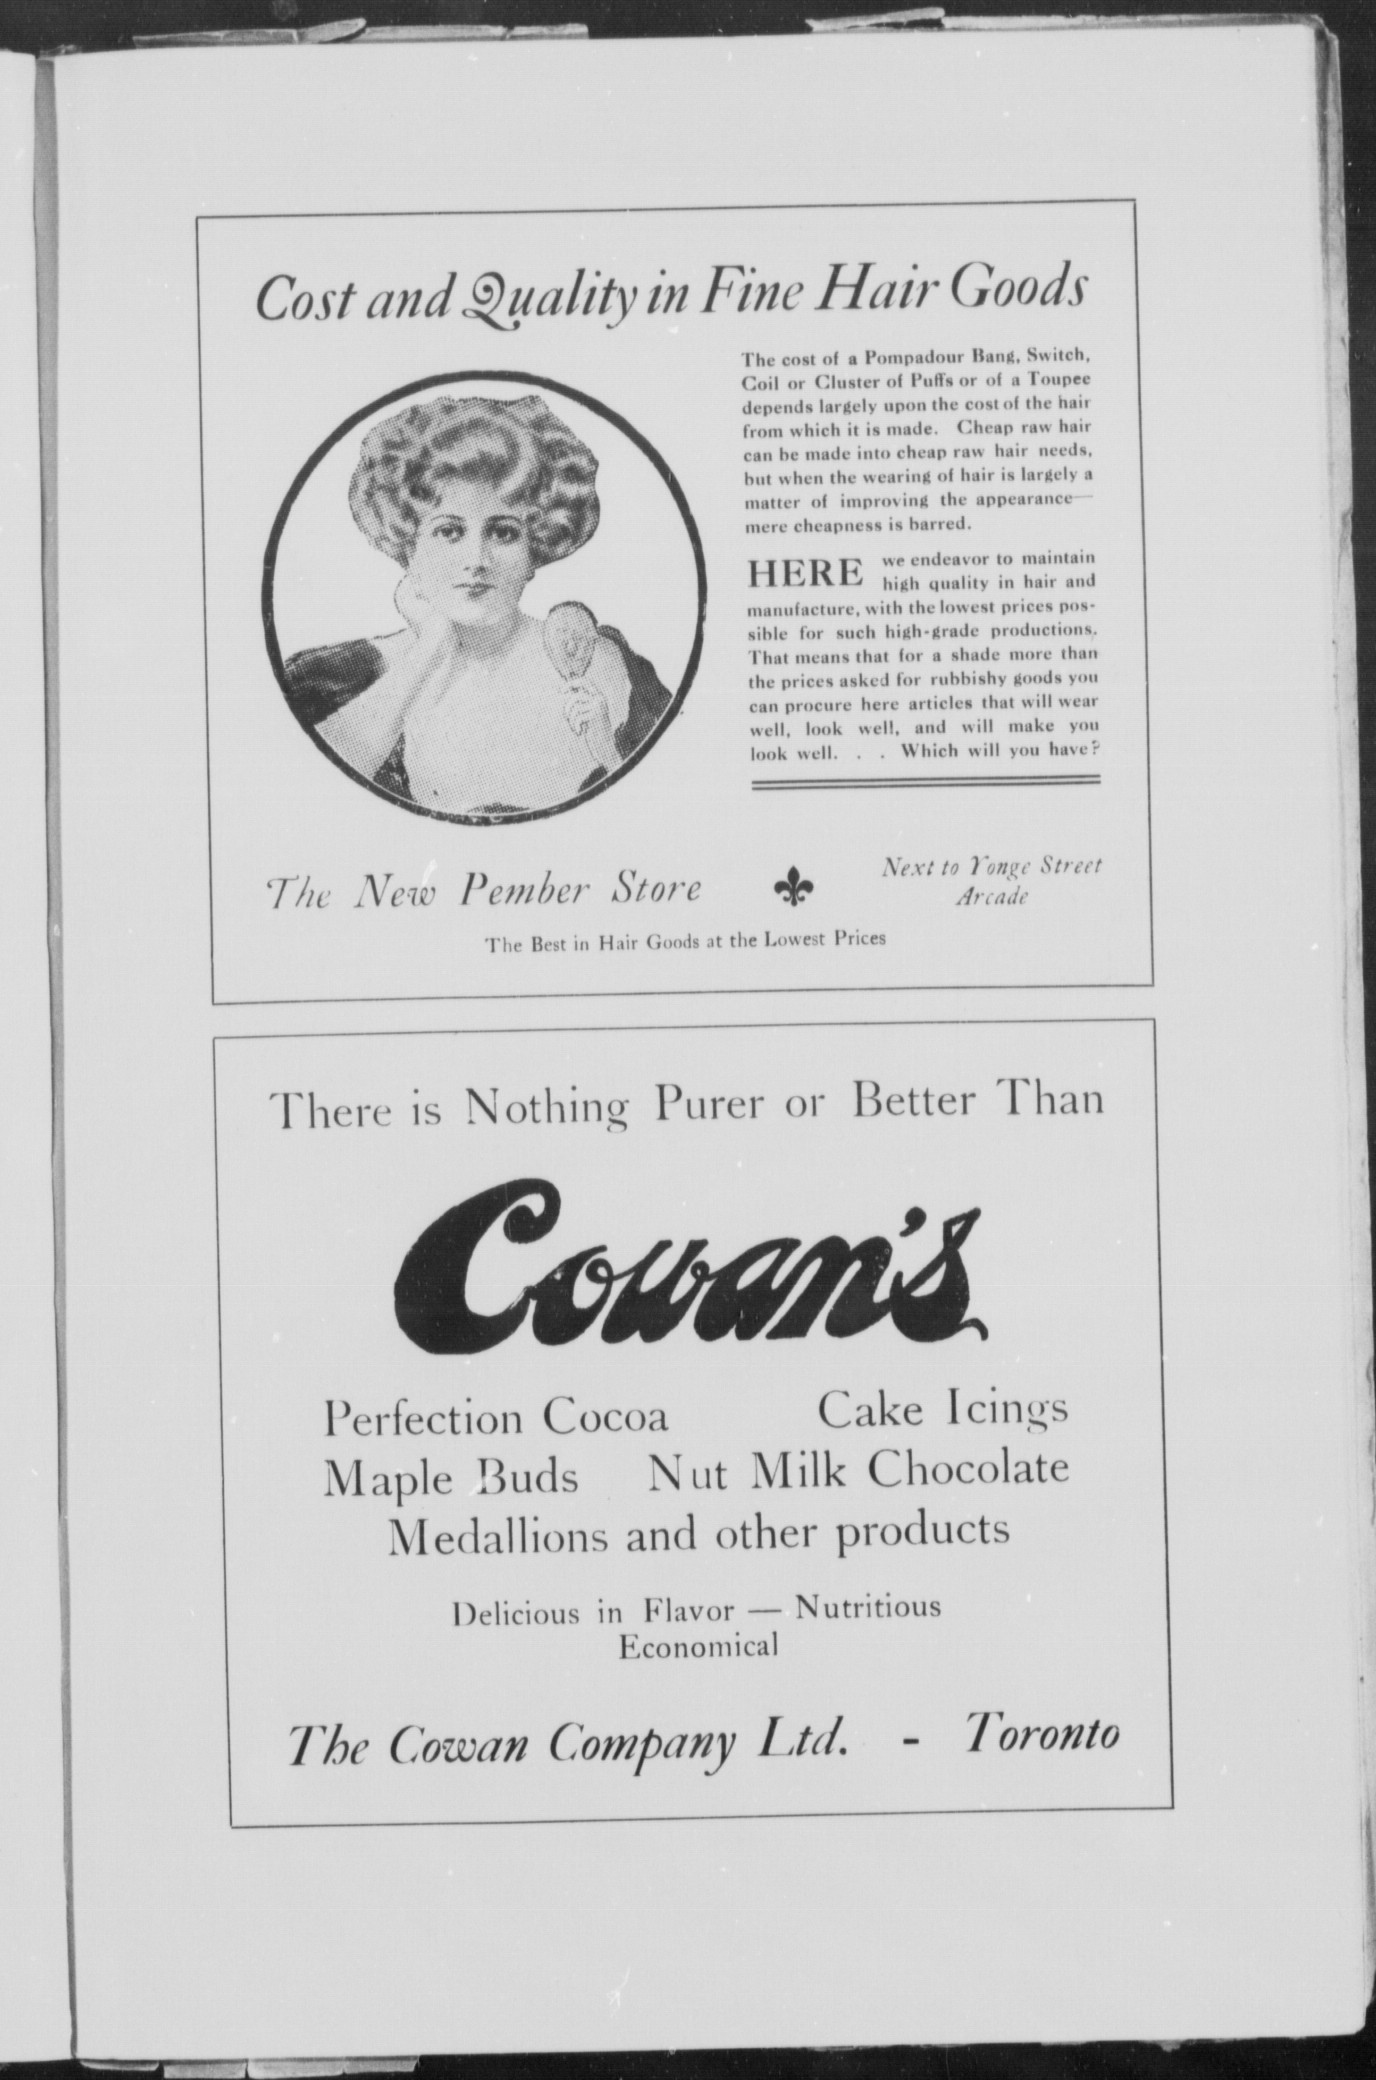 Cost and Quality in Fine Hair Goods
The cost of a Pompadour Bang, Switch,
Coil or Cluster of Puffs or of a Toupee
depends largely upon the cost of the hair
from which it is made. Cheap raw hair
can be made into cheap raw hair needs,
but when the wearing of hair is largely a
matter of improving the appearance—
mere cheapness is barred.
HERE we endeavor to maintain
high quality in hair and
manufacture, with the lowest prices pos-
sible for such high-grade productions.
That means that for a shade more than
the prices asked for rubbishy goods you
can procure here articles that will wear
well, look well, and will make you
look well. . . Which will you have?
The New Pember Store
Next to Yonge Street
Arcade
The Best in Hair Goods at the Lowest Prices
There is Nothing Purer or Better Than
Cowan's
Perfection Cocoa Cake Icings
Maple Buds Nut Milk Chocolate
Medallions and other products
Delicious in Flavor — Nutritious
Economical
The Cowan Company Ltd. - Toronto